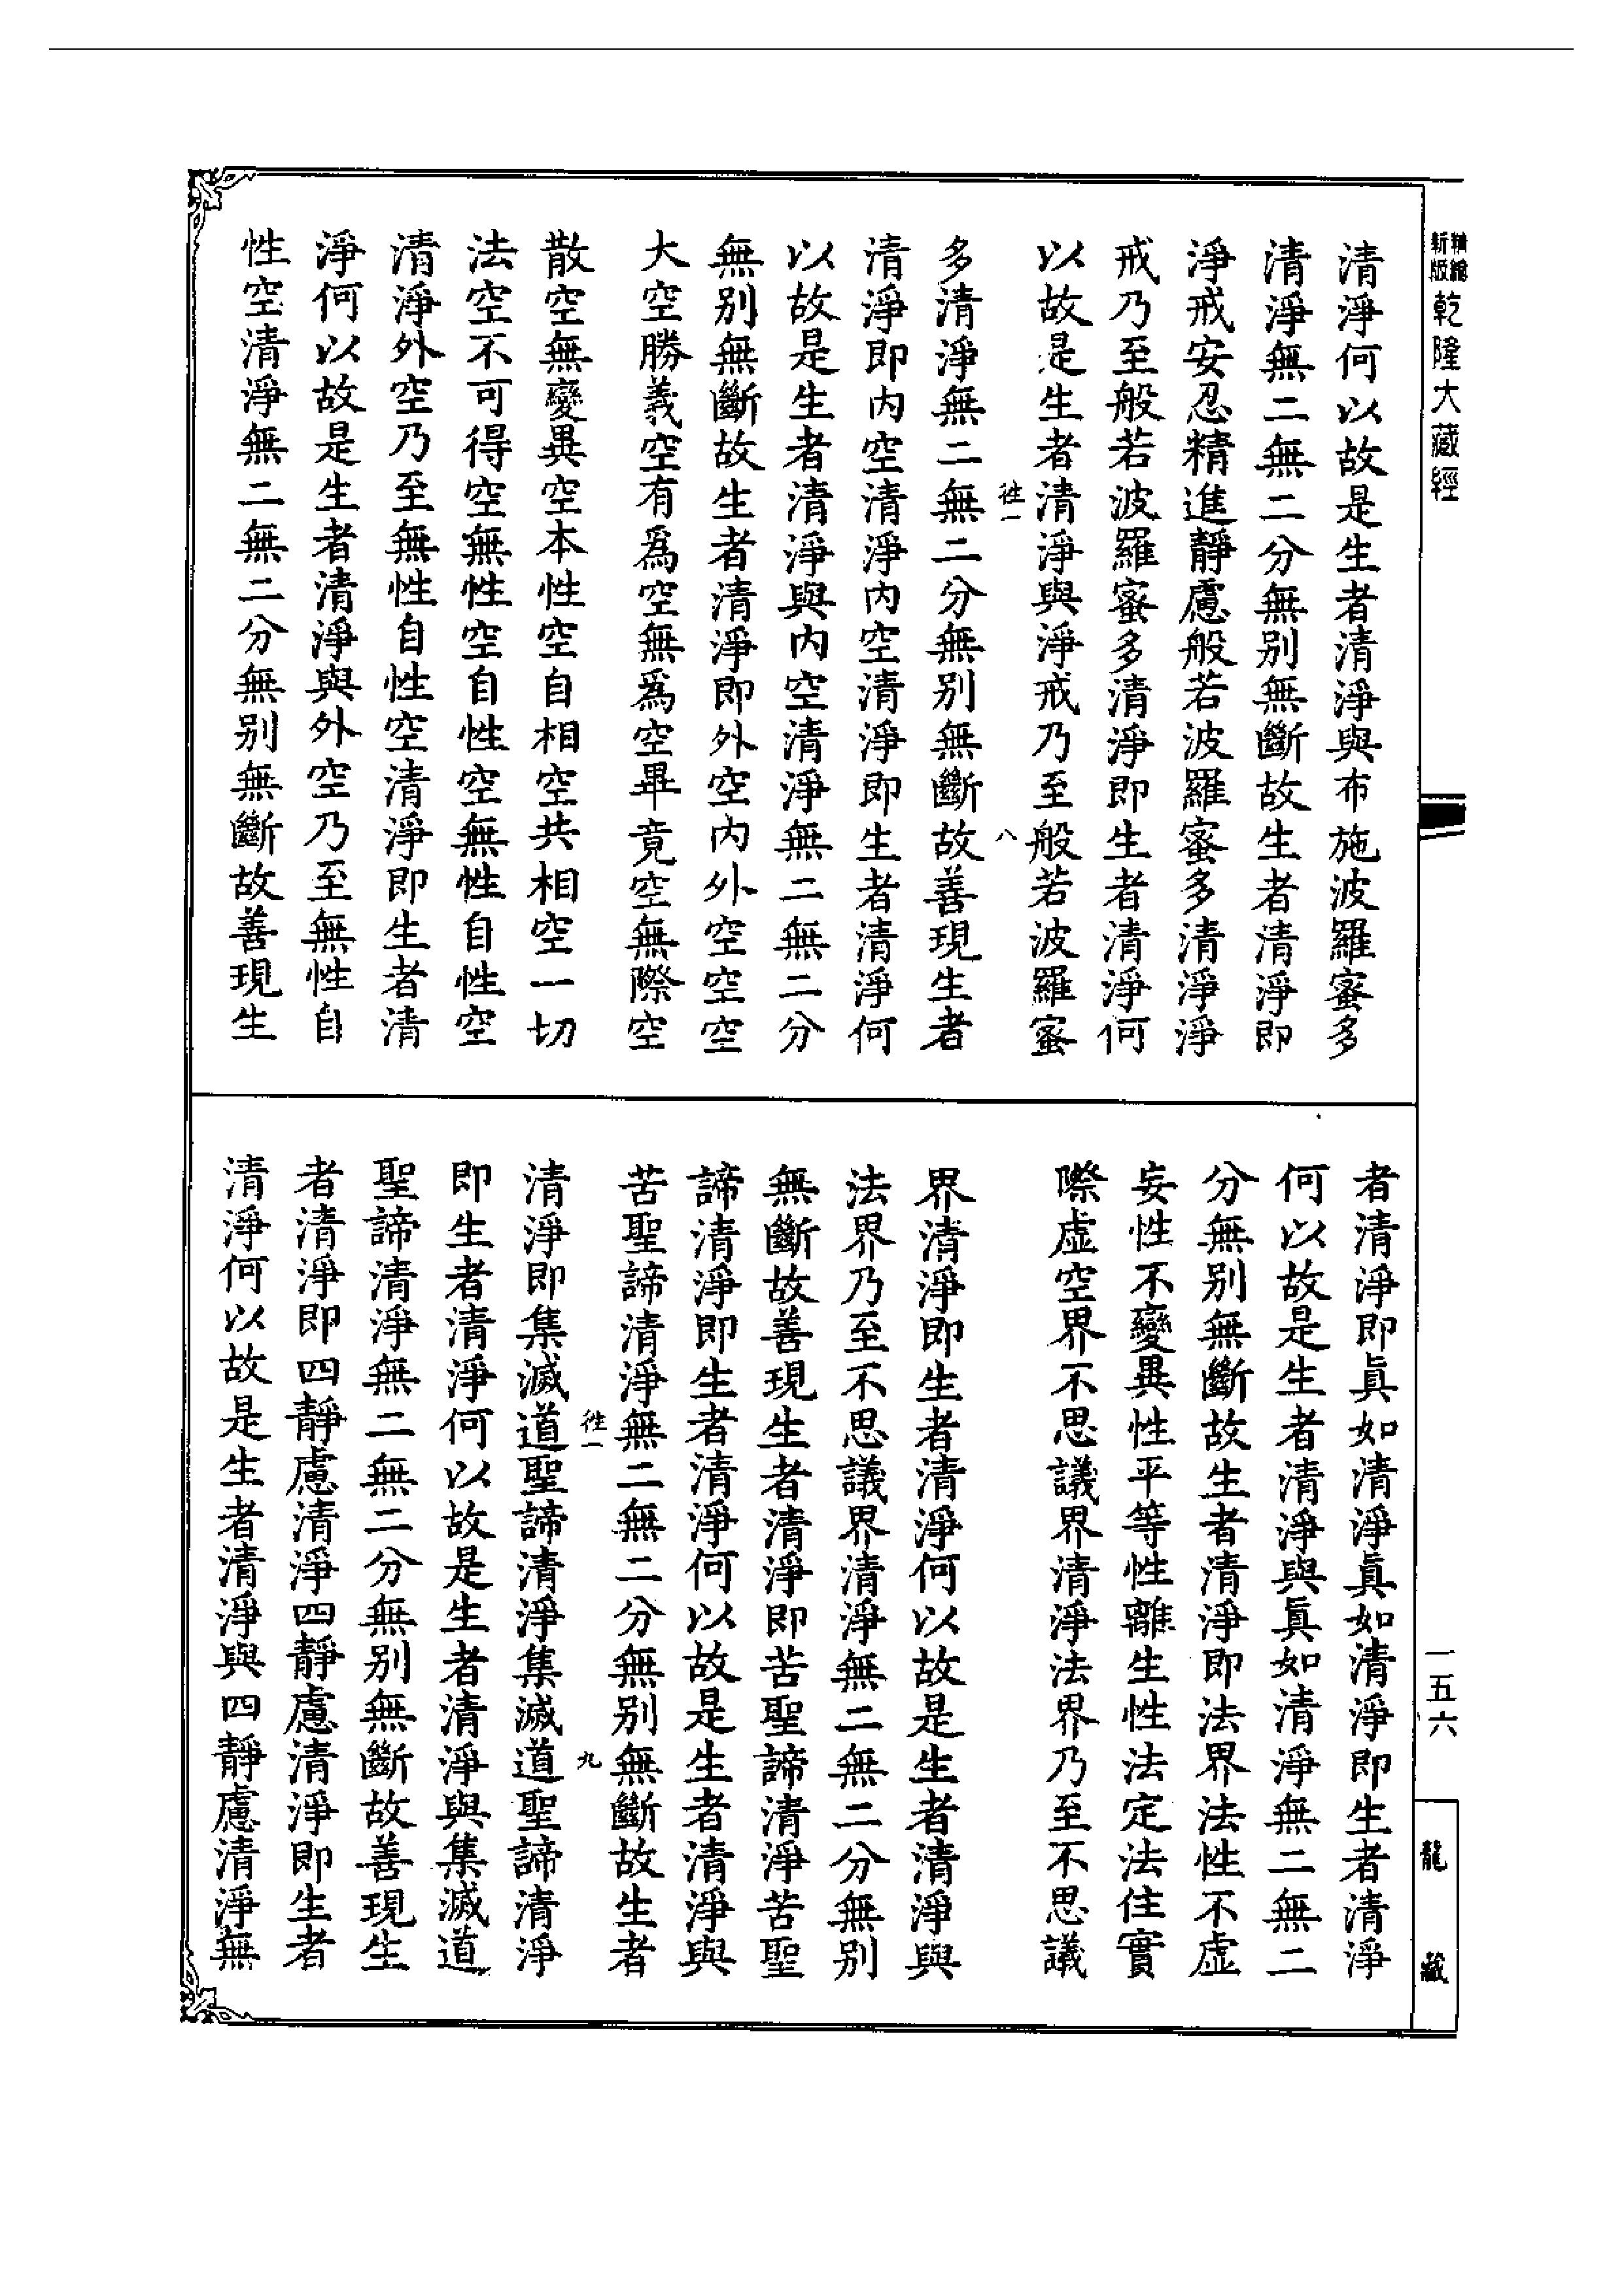 精縮
新版
乾隆大藏經
清淨何以故是生者清淨與布施波羅蜜多
清淨無二無二分無別無斷故生者清淨即
淨戒安忍精進靜慮般若波羅蜜多清淨淨
戒乃至般若波羅蜜多清淨即生者清淨何
以故是生者清淨與淨戒乃至般若波羅蜜
多清淨無二無二分無別無斷故善現生者
清淨即內空清淨內空清淨即生者清淨何
以故是生者清淨與內空清淨無二無二分
無別無斷故生者清淨即外空內外空空空
大空勝義空有為空無為空畢竟空無際空
散空無變異空本性空自相空共相空一切
法空不可得空無性空自性空無性自性空
清淨外空乃至無性自性空清淨即生者清
淨何以故是生者清淨與外空乃至無性自
性空清淨無二無二分無別無斷故善現生
八
者清淨即真如清淨真如清淨即生者清淨
何以故是生者清淨與真如清淨無二無二
分無別無斷故生者清淨即法界法性不虛
妄性不變異性平等性離生性法定法住實
際虛空界不思議界清淨法界乃至不思議
界清淨即生者清淨何以故是生者清淨與
法界乃至不思議界清淨無二無二分無別
無斷故善現生者清淨即苦聖諦清淨苦聖
諦清淨即生者清淨何以故是生者清淨與
苦聖諦清淨無二無二分無別無斷故生者
清淨即集滅道聖諦清淨集滅道聖諦清淨
即生者清淨何以故是生者清淨與集滅道
聖諦清淨無二無二分無別無斷故善現生
者清淨即四靜慮清淨四靜慮清淨即生者
清淨何以故是生者清淨與四靜慮清淨無
九
一五六
龍藏